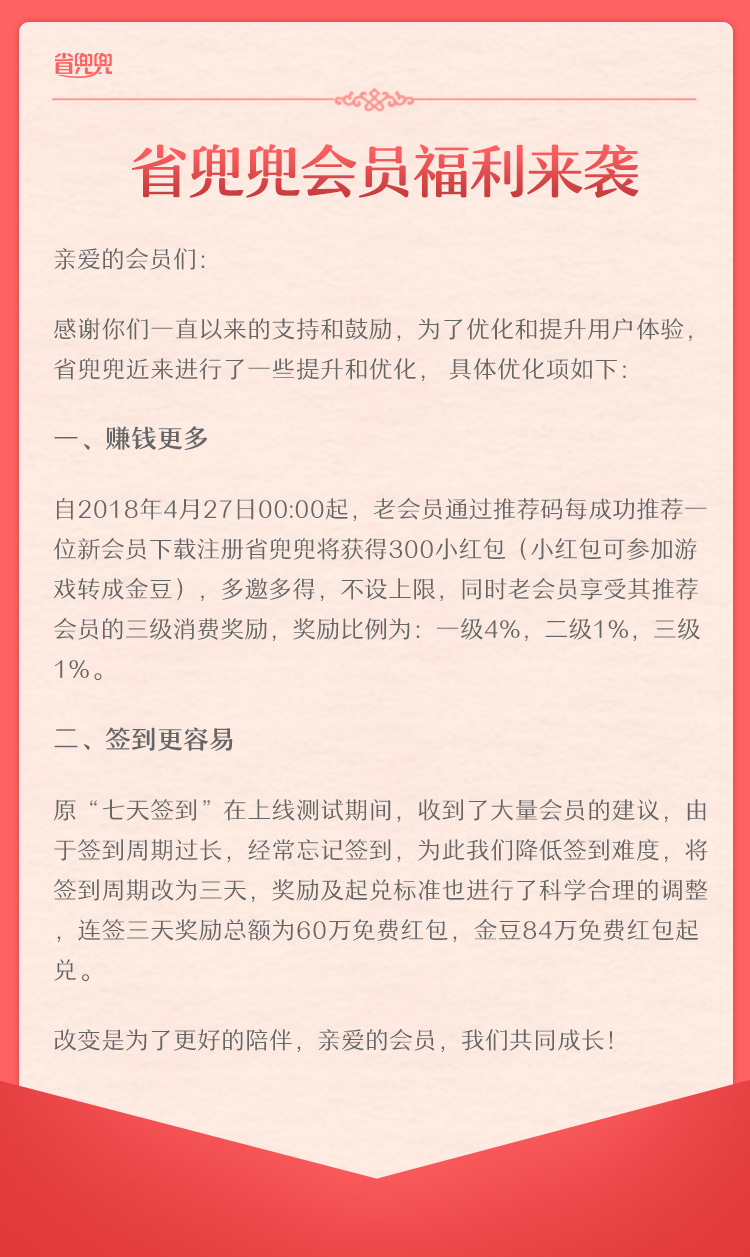 省兜兜
省兜兜会员福利来袭
亲爱的会员们：
感谢你们一直以来的支持和鼓励，为了优化和提升用户体验，
省兜兜近来进行了一些提升和优化， 具体优化项如下：
一、赚钱更多
自2018年4月27日00:00起，老会员通过推荐码每成功推荐一
位新会员下载注册省兜兜将获得300小红包（小红包可参加游
戏转成金豆），多邀多得，不设上限，同时老会员享受其推荐
会员的三级消费奖励，奖励比例为：一级4%，二级1%，三级
1%。
二、签到更容易
原“七天签到”在上线测试期间，收到了大量会员的建议，由
于签到周期过长，经常忘记签到，为此我们降低签到难度，将
签到周期改为三天，奖励及起兑标准也进行了科学合理的调整
，连签三天奖励总额为60万免费红包，金豆84万免费红包起
兑。
改变是为了更好的陪伴，亲爱的会员，我们共同成长！